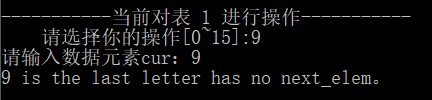 -----------当前对表 1 进行操作-----------
请选择你的操作[0~15]:9
请输入数据元素cur：9
9 is the last letter has no next_elem。